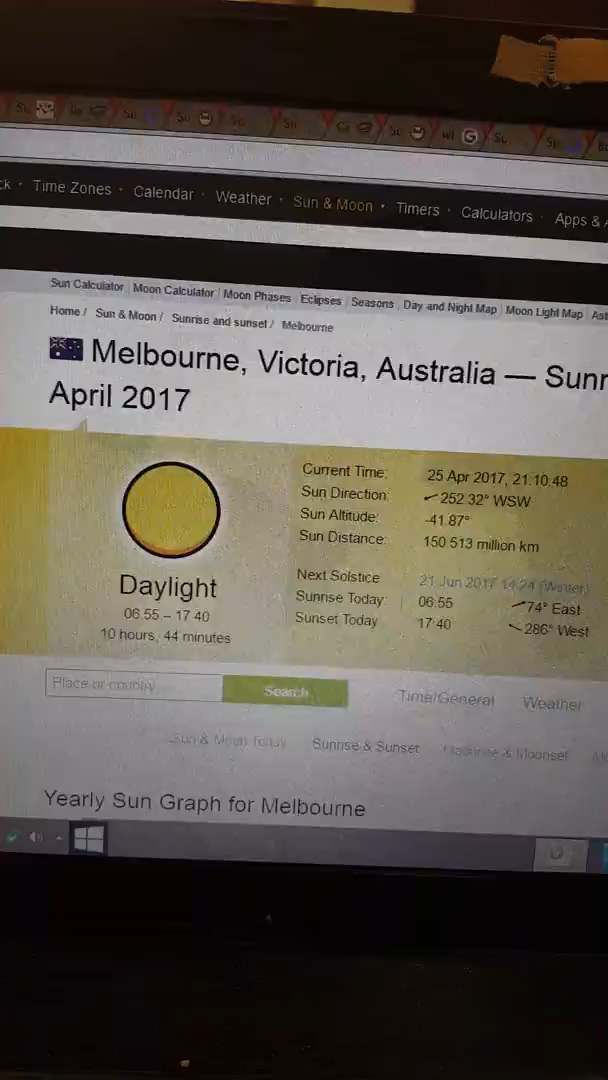 Time Zones · Calendar · Weather · Sun & Moon · Timers · Calculators · Apps &
Sun Calculator | Moon Calculator | Moon Phases | Eclipses | Seasons | Day and Night Map | Moon Light Map | Ast
Home / Sun & Moon / Sunrise and sunset / Melbourne
Melbourne, Victoria, Australia — Sunr
April 2017
Current Time: 25 Apr 2017, 21:10:48
Sun Direction: 252.32° WSW
Sun Altitude: -41.87°
Sun Distance: 150.513 million km
Next Solstice 21 Jun 2017 14:24 (Winter)
Sunrise Today: 06:55 74° East
Sunset Today 17:40 286° West
Daylight
06:55 – 17:40
10 hours, 44 minutes
Place or country
Search
Time/General Weather
Sun & Moon Today Sunrise & Sunset Moonrise & Moonset
Yearly Sun Graph for Melbourne